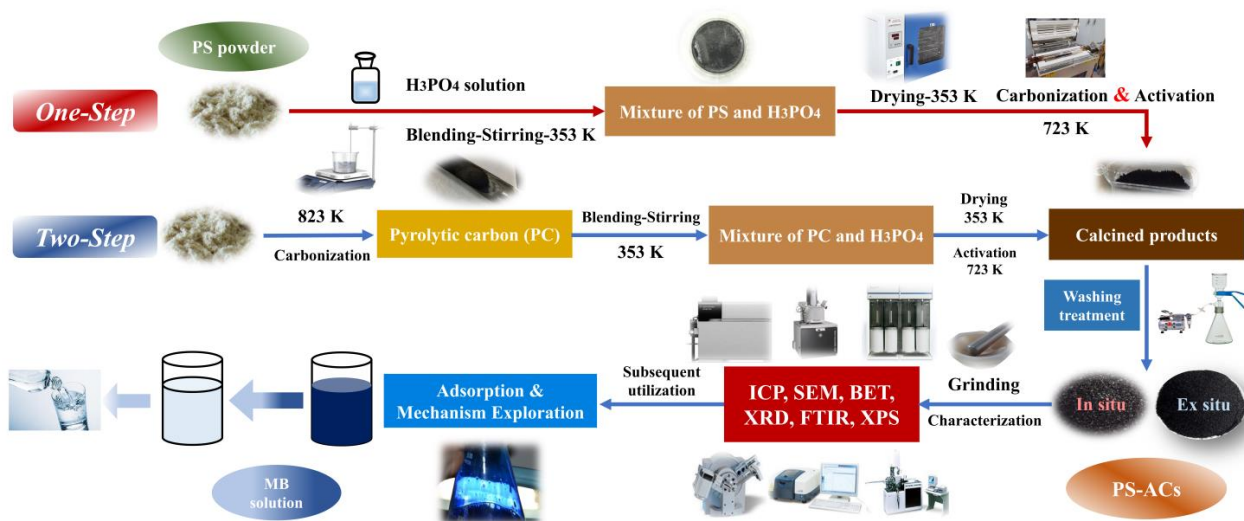 PS powder
One-Step
H3PO4 solution
Blending-Stirring-353 K
Mixture of PS and H3PO4
Drying-353 K
Carbonization & Activation
723 K
Two-Step
823 K
Carbonization
Pyrolytic carbon (PC)
Blending-Stirring
353 K
Mixture of PC and H3PO4
Drying
353 K
Activation
723 K
Calcined products
Washing
treatment
In situ
Ex situ
PS-ACs
Grinding
Characterization
ICP, SEM, BET,
XRD, FTIR, XPS
Subsequent
utilization
Adsorption &
Mechanism Exploration
MB
solution